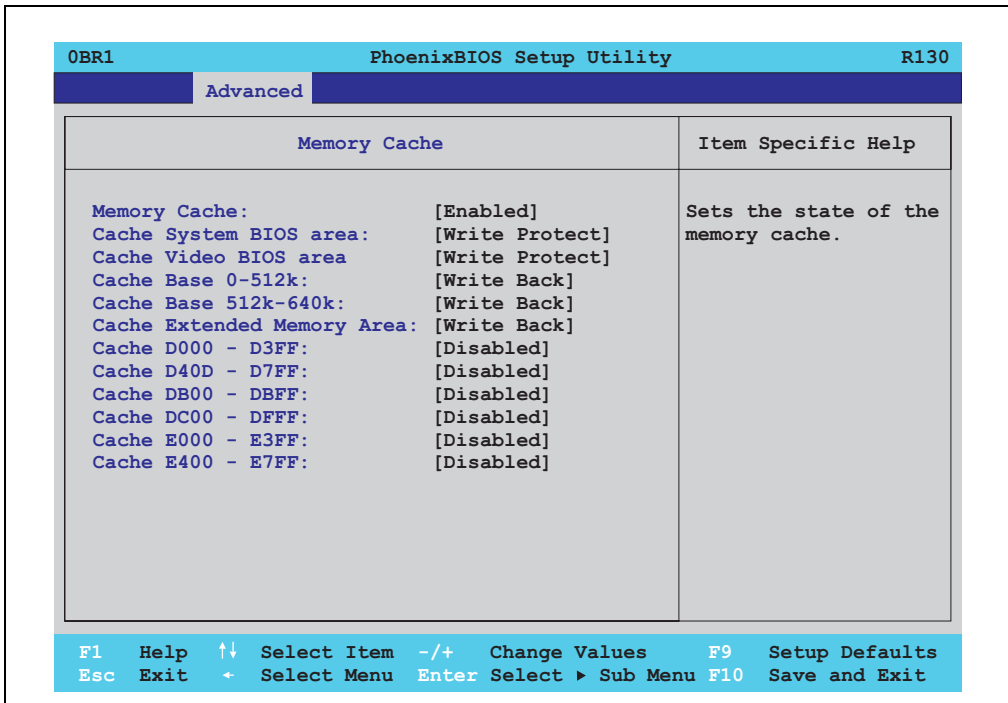 0BR1 PhoenixBIOS Setup Utility R130
Advanced
Memory Cache
Item Specific Help
Memory Cache: [Enabled]
Cache System BIOS area: [Write Protect]
Cache Video BIOS area [Write Protect]
Cache Base 0-512k: [Write Back]
Cache Base 512k-640k: [Write Back]
Cache Extended Memory Area: [Write Back]
Cache D000 - D3FF: [Disabled]
Cache D40D - D7FF: [Disabled]
Cache DB00 - DBFF: [Disabled]
Cache DC00 - DFFF: [Disabled]
Cache E000 - E3FF: [Disabled]
Cache E400 - E7FF: [Disabled]
Sets the state of the
memory cache.
F1 Help ↑↓ Select Item -/+ Change Values F9 Setup Defaults
Esc Exit ← Select Menu Enter Select ▶ Sub Menu F10 Save and Exit